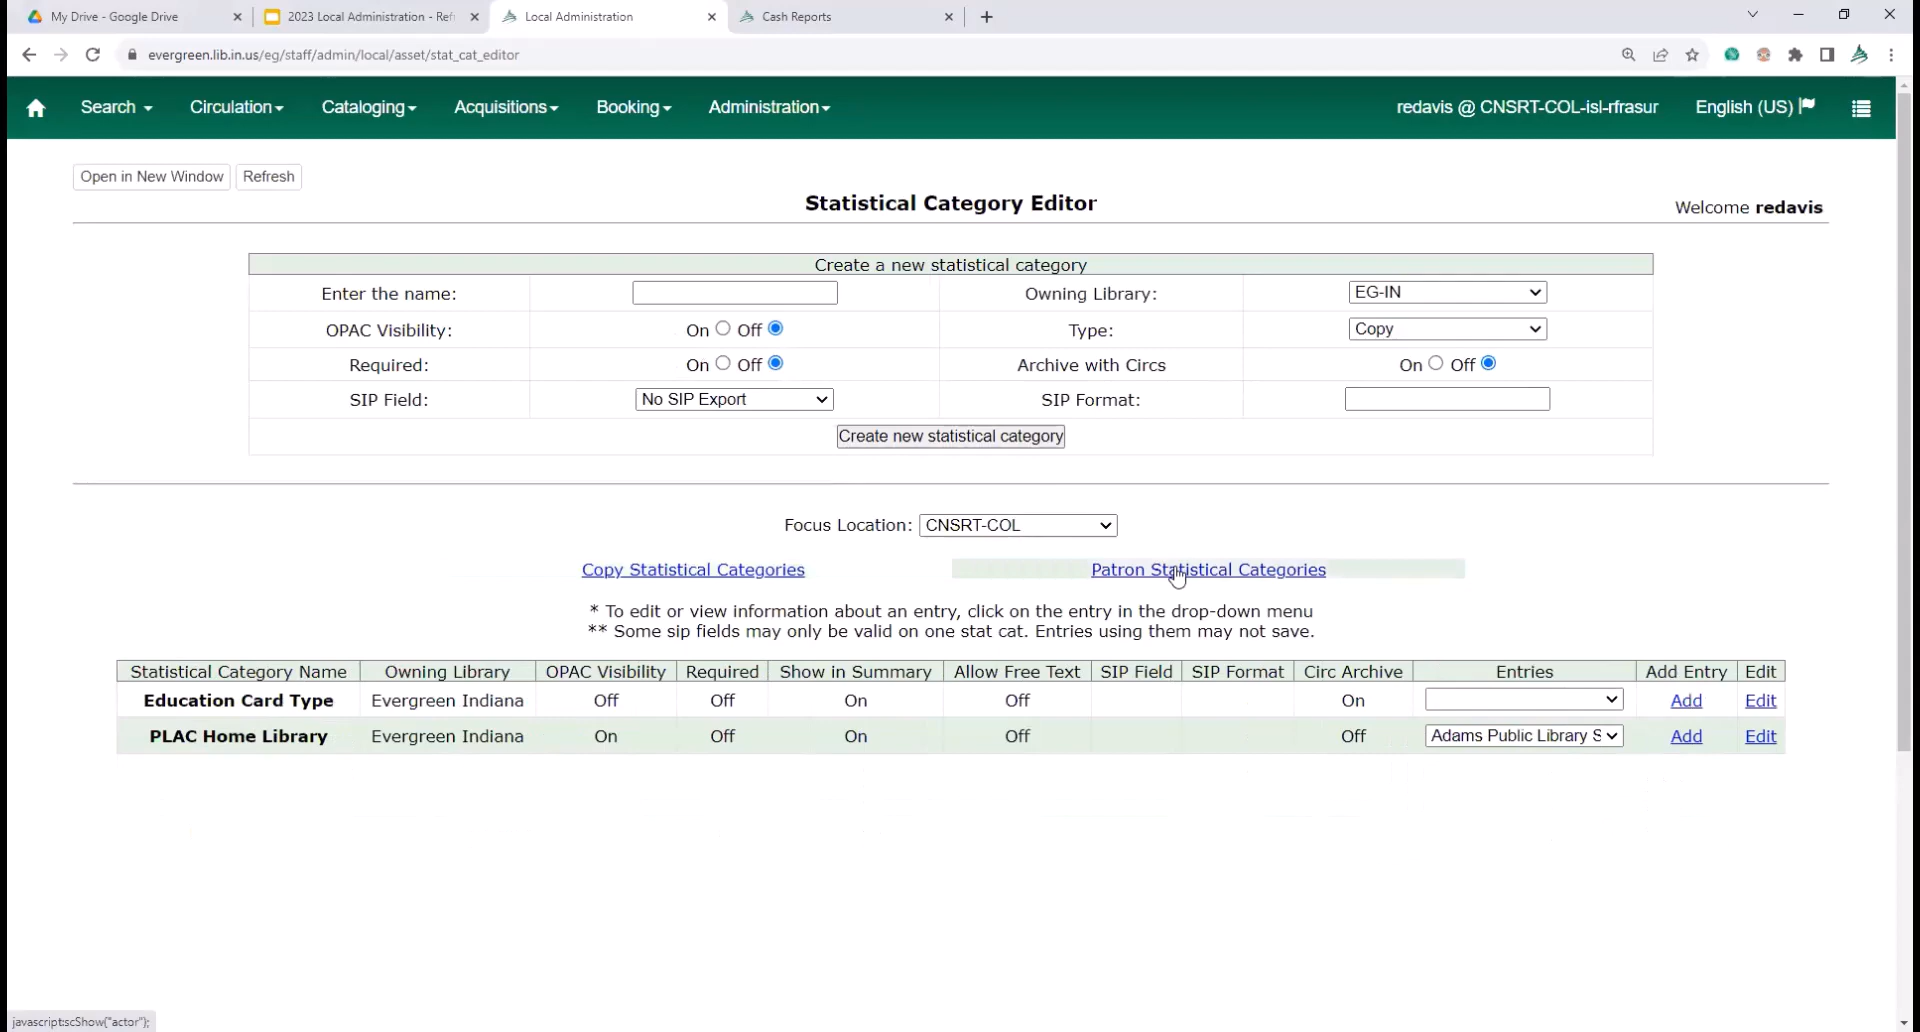 My Drive - Google Drive
2023 Local Administration - Ref
Local Administration
Cash Reports
evergreen.lib.in.us/eg/staff/admin/local/asset/stat_cat_editor
Search Circulation Cataloging Acquisitions Booking Administration redavis @ CNSRT-COL-isl-rfrasur English (US)
Open in New Window Refresh
Statistical Category Editor
Welcome redavis
Create a new statistical category
Enter the name: Owning Library: EG-IN
OPAC Visibility: On Off Type: Copy
Required: On Off Archive with Circs On Off
SIP Field: No SIP Export SIP Format:
Create new statistical category
Focus Location: CNSRT-COL
Copy Statistical Categories Patron Statistical Categories
* To edit or view information about an entry, click on the entry in the drop-down menu
** Some sip fields may only be valid on one stat cat. Entries using them may not save.
Statistical Category Name Owning Library OPAC Visibility Required Show in Summary Allow Free Text SIP Field SIP Format Circ Archive Entries Add Entry Edit
Education Card Type Evergreen Indiana Off Off On Off On Add Edit
PLAC Home Library Evergreen Indiana On Off On Off Off Adams Public Library S Add Edit
javascript:scShow("actor");